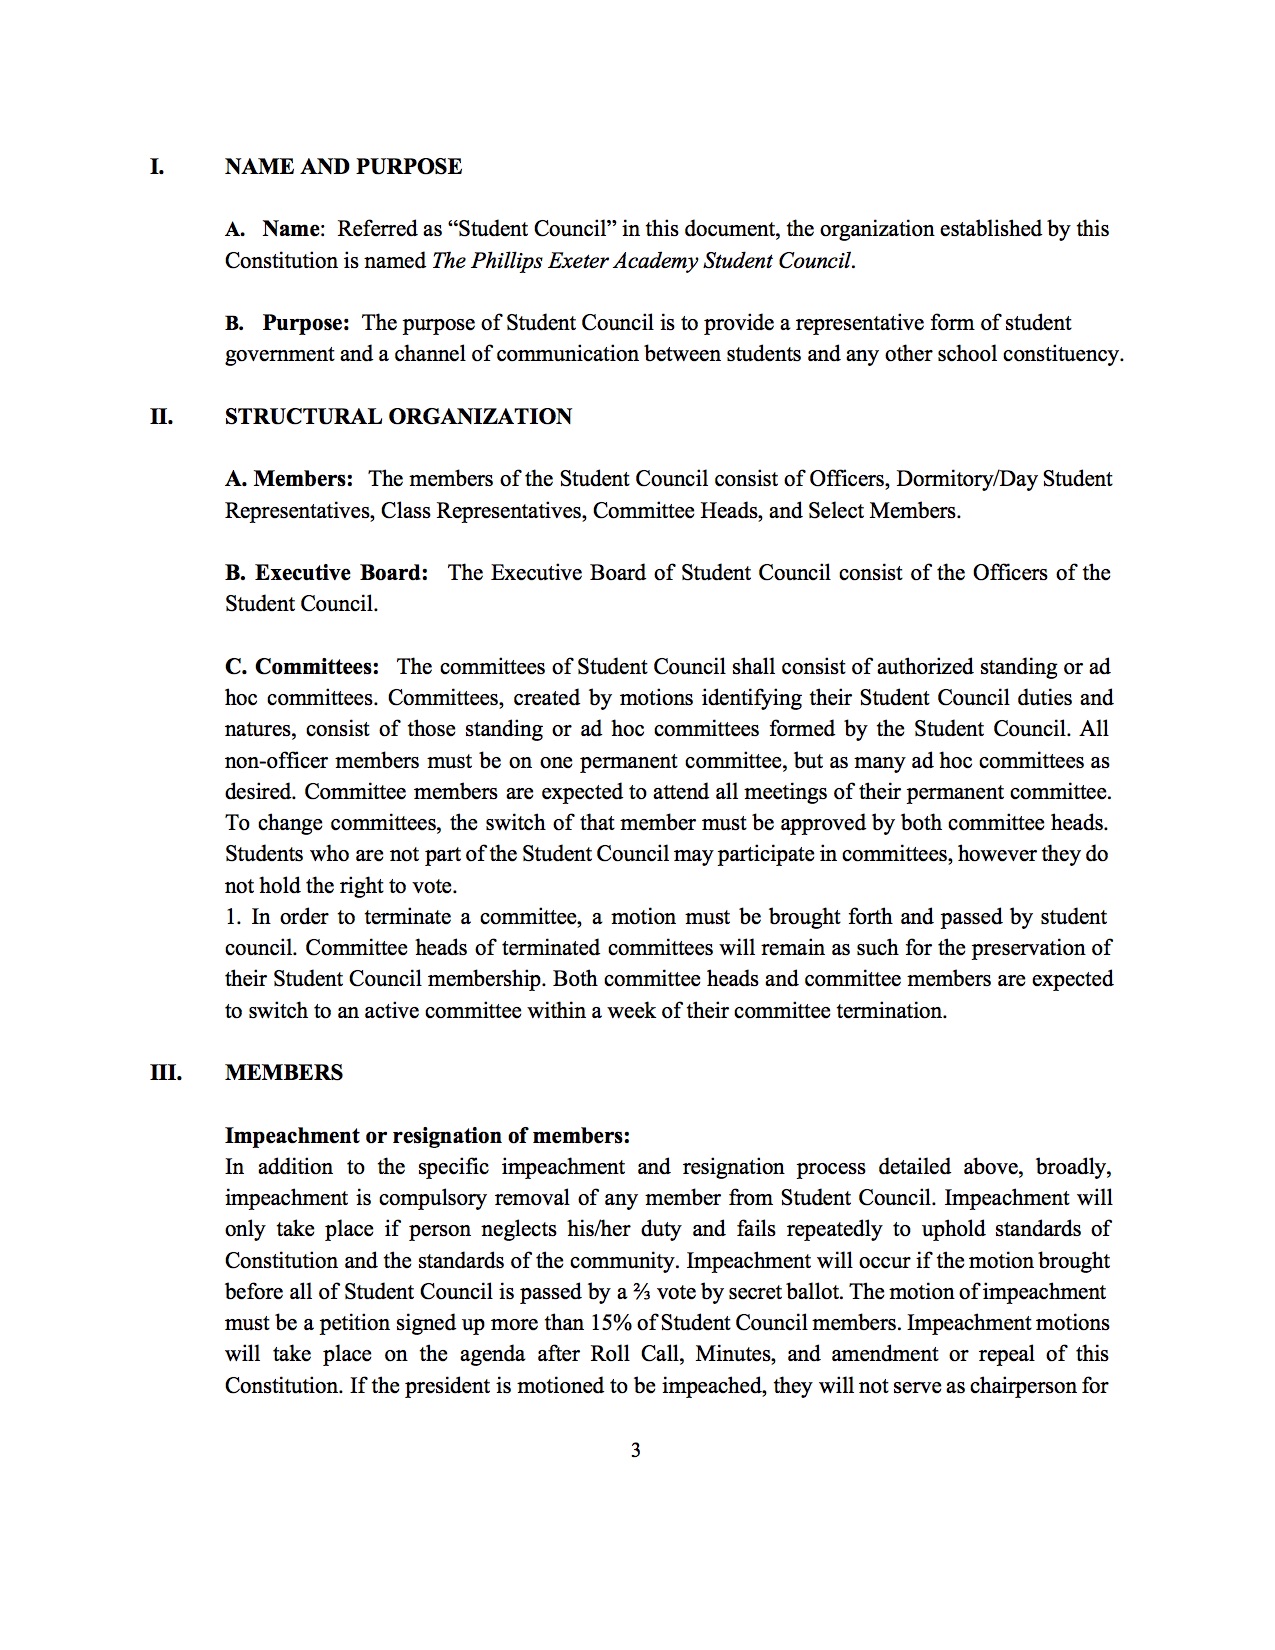 I. NAME AND PURPOSE
A. Name: Referred as “Student Council” in this document, the organization established by this
Constitution is named The Phillips Exeter Academy Student Council.
B. Purpose: The purpose of Student Council is to provide a representative form of student
government and a channel of communication between students and any other school constituency.
II. STRUCTURAL ORGANIZATION
A. Members: The members of the Student Council consist of Officers, Dormitory/Day Student
Representatives, Class Representatives, Committee Heads, and Select Members.
B. Executive Board: The Executive Board of Student Council consist of the Officers of the
Student Council.
C. Committees: The committees of Student Council shall consist of authorized standing or ad
hoc committees. Committees, created by motions identifying their Student Council duties and
natures, consist of those standing or ad hoc committees formed by the Student Council. All
non-officer members must be on one permanent committee, but as many ad hoc committees as
desired. Committee members are expected to attend all meetings of their permanent committee.
To change committees, the switch of that member must be approved by both committee heads.
Students who are not part of the Student Council may participate in committees, however they do
not hold the right to vote.
1. In order to terminate a committee, a motion must be brought forth and passed by student
council. Committee heads of terminated committees will remain as such for the preservation of
their Student Council membership. Both committee heads and committee members are expected
to switch to an active committee within a week of their committee termination.
III. MEMBERS
Impeachment or resignation of members:
In addition to the specific impeachment and resignation process detailed above, broadly,
impeachment is compulsory removal of any member from Student Council. Impeachment will
only take place if person neglects his/her duty and fails repeatedly to uphold standards of
Constitution and the standards of the community. Impeachment will occur if the motion brought
before all of Student Council is passed by a ⅔ vote by secret ballot. The motion of impeachment
must be a petition signed up more than 15% of Student Council members. Impeachment motions
will take place on the agenda after Roll Call, Minutes, and amendment or repeal of this
Constitution. If the president is motioned to be impeached, they will not serve as chairperson for
3